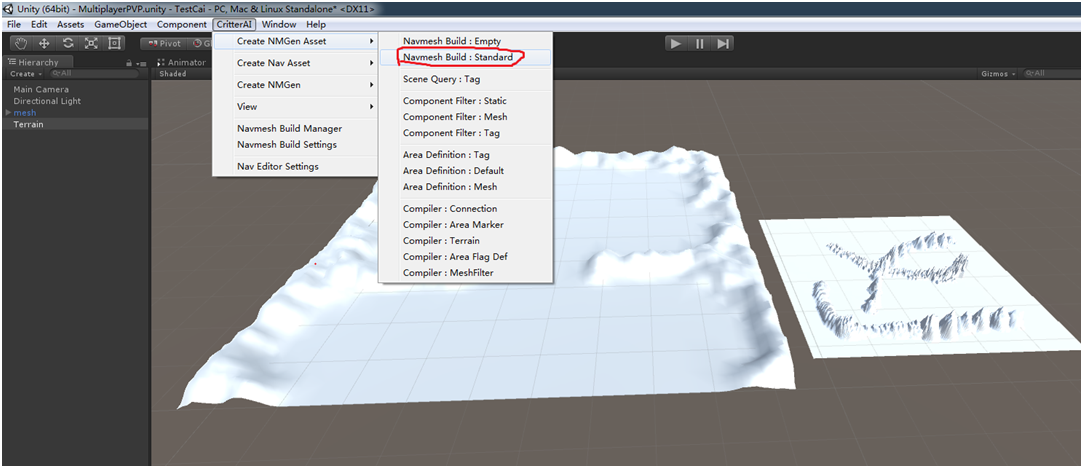 Unity (64bit) - MultiplayerPVP.unity - TestCai - PC, Mac & Linux Standalone* <DX11>
File Edit Assets GameObject Component CritterAI Window Help
Pivot
Hierarchy
Create
All
Main Camera
Directional Light
mesh
Terrain
Animator
Shaded
Gizmos
All
Create NMGen Asset
Create Nav Asset
Create NMGen
View
Navmesh Build Manager
Navmesh Build Settings
Nav Editor Settings
Navmesh Build : Empty
Navmesh Build : Standard
Scene Query : Tag
Component Filter : Static
Component Filter : Mesh
Component Filter : Tag
Area Definition : Tag
Area Definition : Default
Area Definition : Mesh
Compiler : Connection
Compiler : Area Marker
Compiler : Terrain
Compiler : Area Flag Def
Compiler : MeshFilter